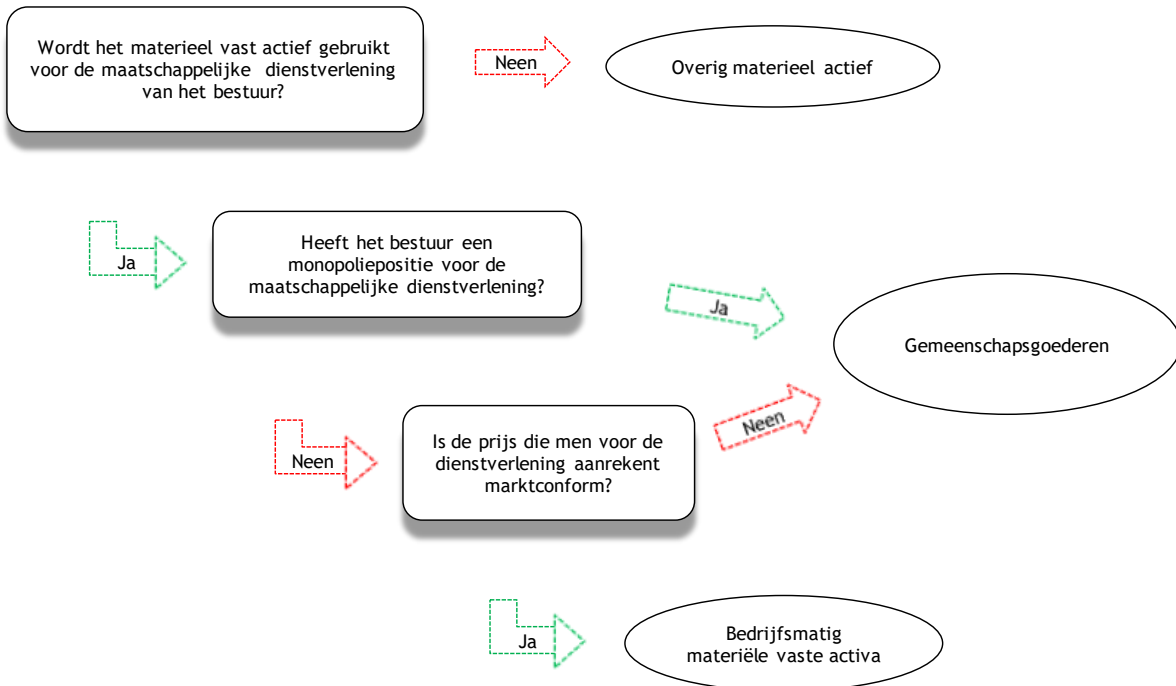 Wordt het materieel vast actief gebruikt
voor de maatschappelijke dienstverlening
van het bestuur?
Neen
Overig materieel actief
Ja
Heeft het bestuur een
monopoliepositie voor de
maatschappelijke dienstverlening?
Ja
Gemeenschapsgoederen
Neen
Is de prijs die men voor de
dienstverlening aanrekent
marktconform?
Neen
Ja
Bedrijfsmatig
materiële vaste activa